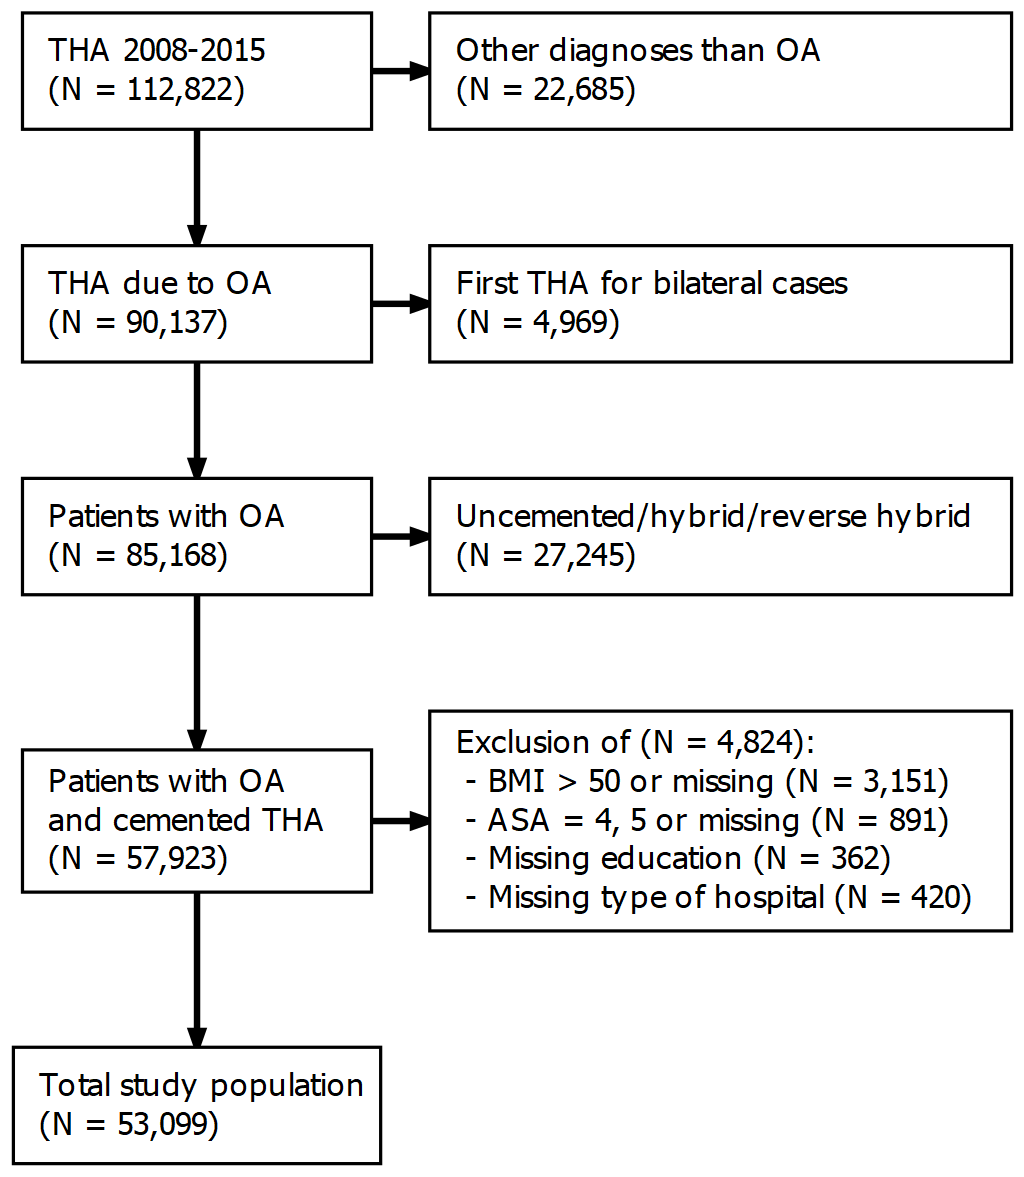 THA 2008-2015
(N = 112,822)
Other diagnoses than OA
(N = 22,685)
THA due to OA
(N = 90,137)
First THA for bilateral cases
(N = 4,969)
Patients with OA
(N = 85,168)
Uncemented/hybrid/reverse hybrid
(N = 27,245)
Patients with OA
and cemented THA
(N = 57,923)
Exclusion of (N = 4,824):
- BMI > 50 or missing (N = 3,151)
- ASA = 4, 5 or missing (N = 891)
- Missing education (N = 362)
- Missing type of hospital (N = 420)
Total study population
(N = 53,099)